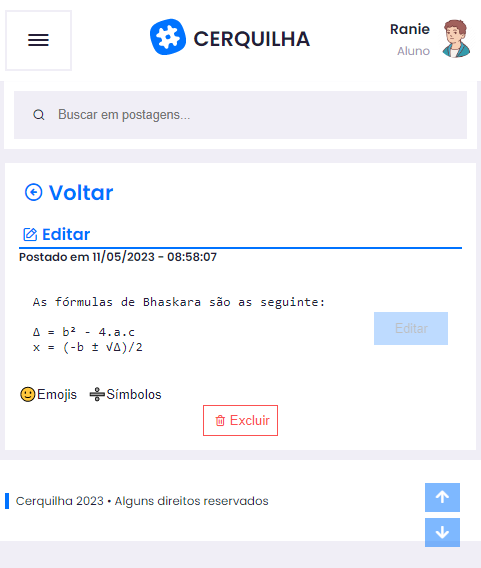 CERQUILHA
Ranie
Aluno
Buscar em postagens...
Voltar
Editar
Postado em 11/05/2023 - 08:58:07
As fórmulas de Bhaskara são as seguinte:
Δ = b² - 4.a.c
x = (-b ± √Δ)/2
Editar
Emojis Símbolos
Excluir
Cerquilha 2023 • Alguns direitos reservados